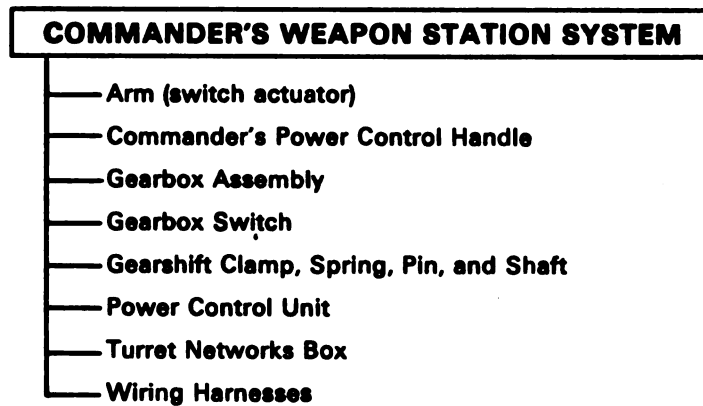 COMMANDER'S WEAPON STATION SYSTEM
Arm (switch actuator)
Commander's Power Control Handle
Gearbox Assembly
Gearbox Switch
Gearshift Clamp, Spring, Pin, and Shaft
Power Control Unit
Turret Networks Box
Wiring Harnesses